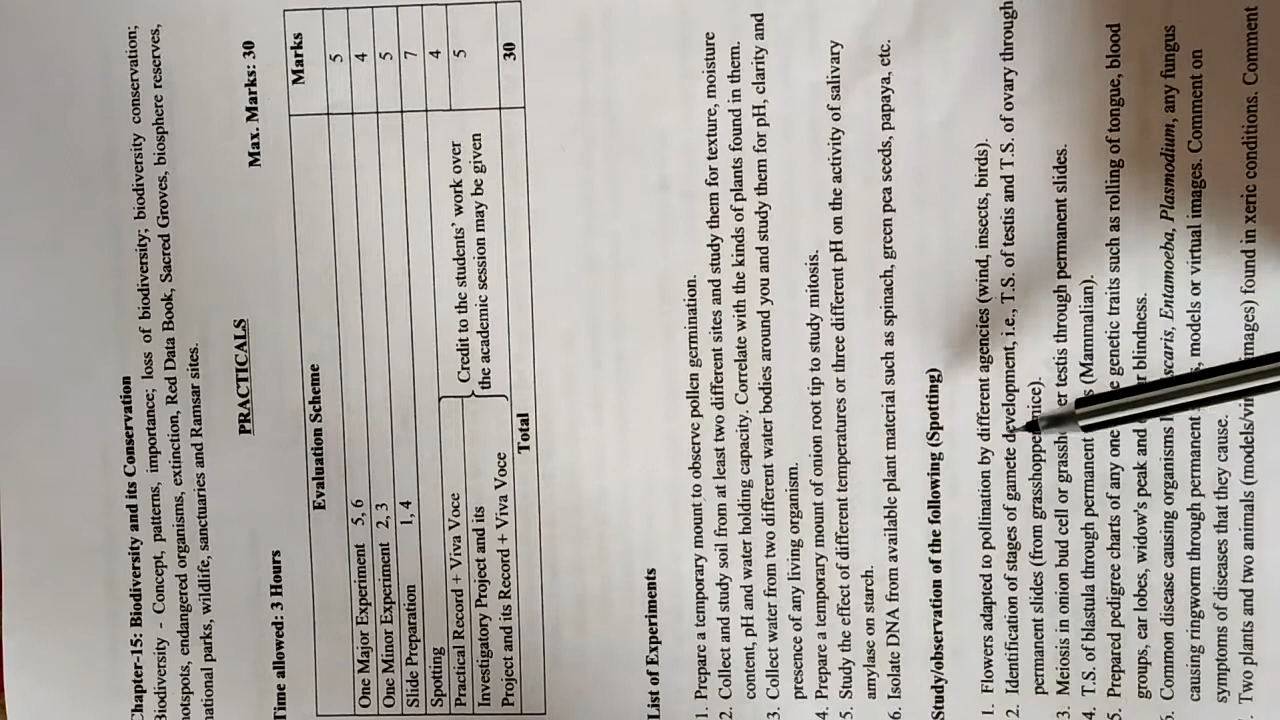 Chapter-15: Biodiversity and its Conservation
Biodiversity - Concept, patterns, importance; loss of biodiversity; biodiversity conservation;
hotspots, endangered organisms, extinction, Red Data Book, Sacred Groves, biosphere reserves,
national parks, wildlife, sanctuaries and Ramsar sites.
PRACTICALS
Time allowed: 3 Hours Max. Marks: 30
Evaluation Scheme Marks
One Major Experiment 5, 6 5
One Minor Experiment 2, 3 4
Slide Preparation 1, 4 5
Spotting 7
Practical Record + Viva Voce Credit to the students' work over 4
Investigatory Project and its the academic session may be given 5
Project and its Record + Viva Voce
Total 30
List of Experiments
1. Prepare a temporary mount to observe pollen germination.
2. Collect and study soil from at least two different sites and study them for texture, moisture
content, pH and water holding capacity. Correlate with the kinds of plants found in them.
3. Collect water from two different water bodies around you and study them for pH, clarity and
presence of any living organism.
4. Prepare a temporary mount of onion root tip to study mitosis.
5. Study the effect of different temperatures or three different pH on the activity of salivary
amylase on starch.
6. Isolate DNA from available plant material such as spinach, green pea seeds, papaya, etc.
Study/observation of the following (Spotting)
1. Flowers adapted to pollination by different agencies (wind, insects, birds).
2. Identification of stages of gamete development, i.e., T.S. of testis and T.S. of ovary through
permanent slides (from grasshopper/mice).
3. Meiosis in onion bud cell or grasshopper testis through permanent slides.
4. T.S. of blastula through permanent (Mammalian).
5. Prepared pedigree charts of any one genetic traits such as rolling of tongue, blood
groups, ear lobes, widow's peak and blindness.
Common disease causing organisms Entamoeba, Plasmodium, any fungus
causing ringworm through permanent models or virtual images. Comment on
symptoms of diseases that they cause.
Two plants and two animals (models/virtual images) found in xeric conditions. Comment